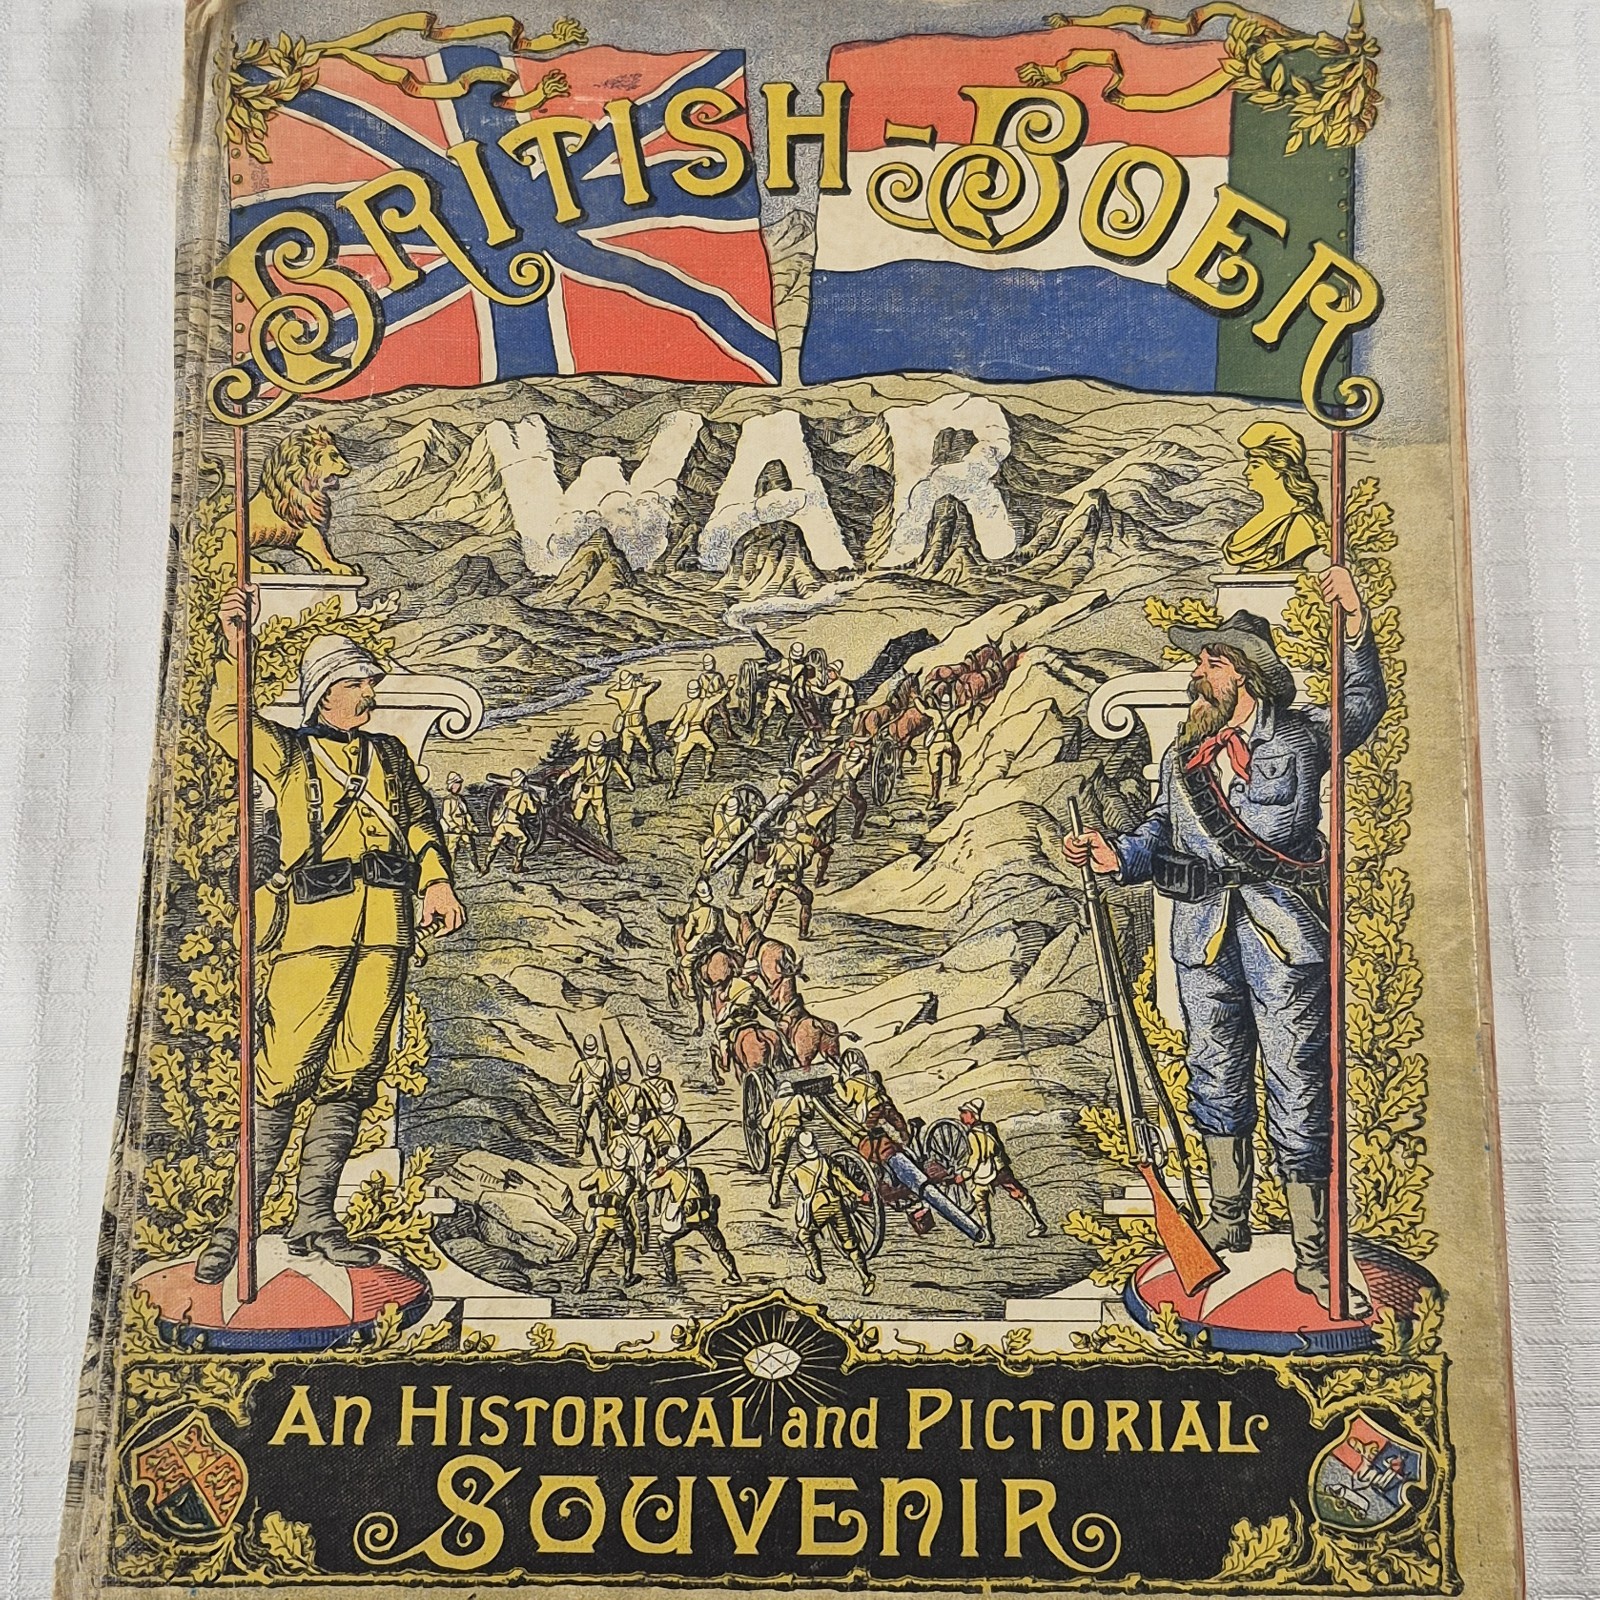 BRITISH-BOER
WAR
An HISTORICAL and PICTORIAL
SOUVENIR